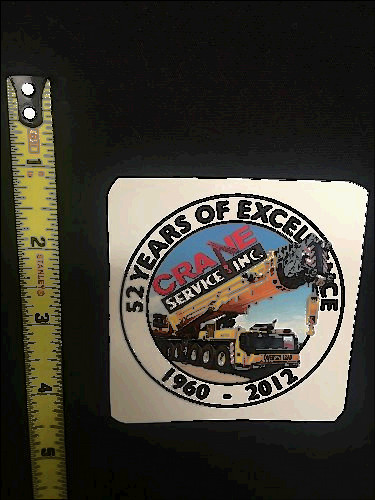 52 YEARS OF EXCELLENCE
CRANE
SERVICE, INC.
1960 - 2012
1
2
STANLEY
3
4
5